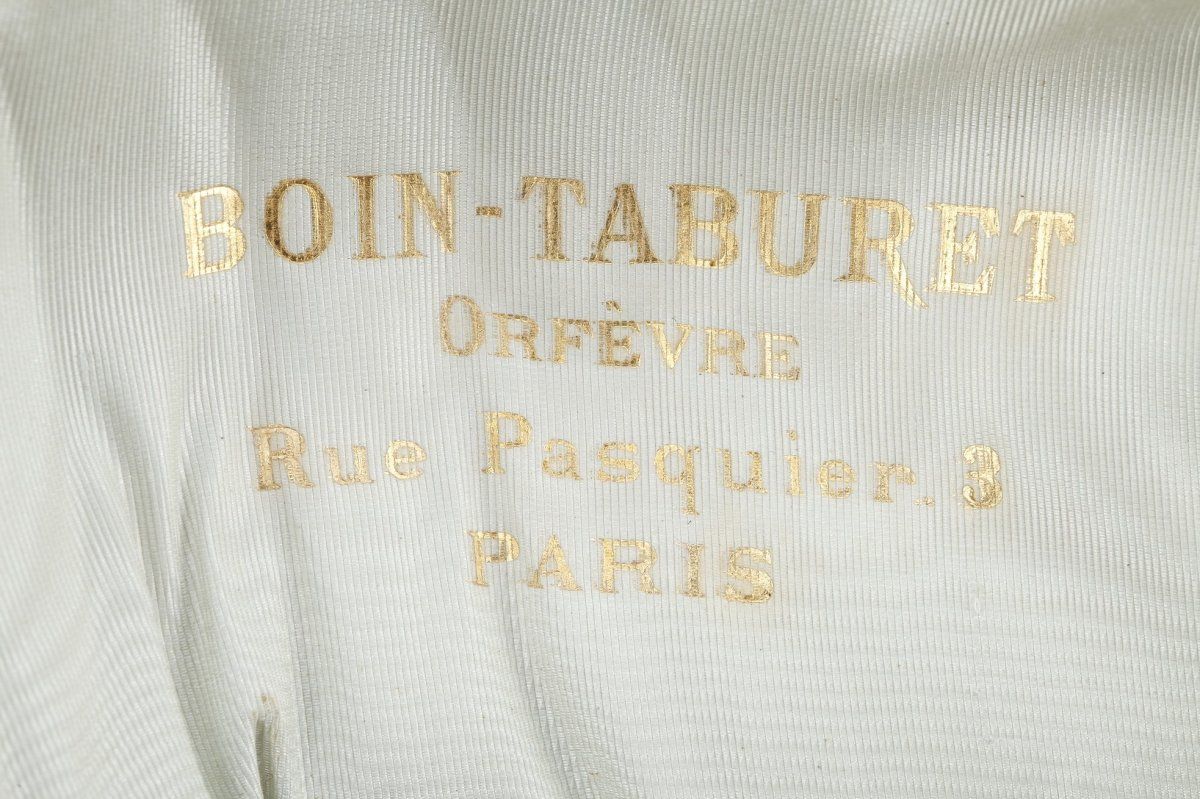 BOIN-TABURET
ORFÈVRE
Rue Pasquier. 3
PARIS